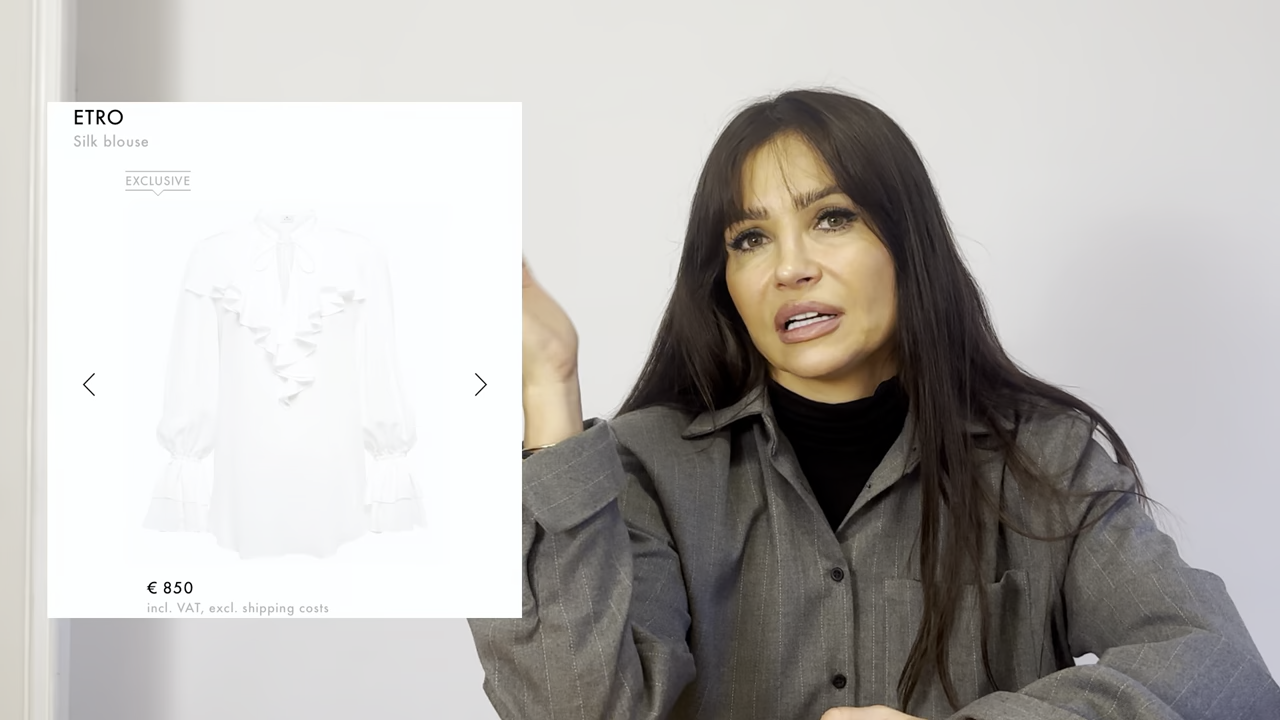 ETRO
Silk blouse
EXCLUSIVE
€ 850
incl. VAT, excl. shipping costs